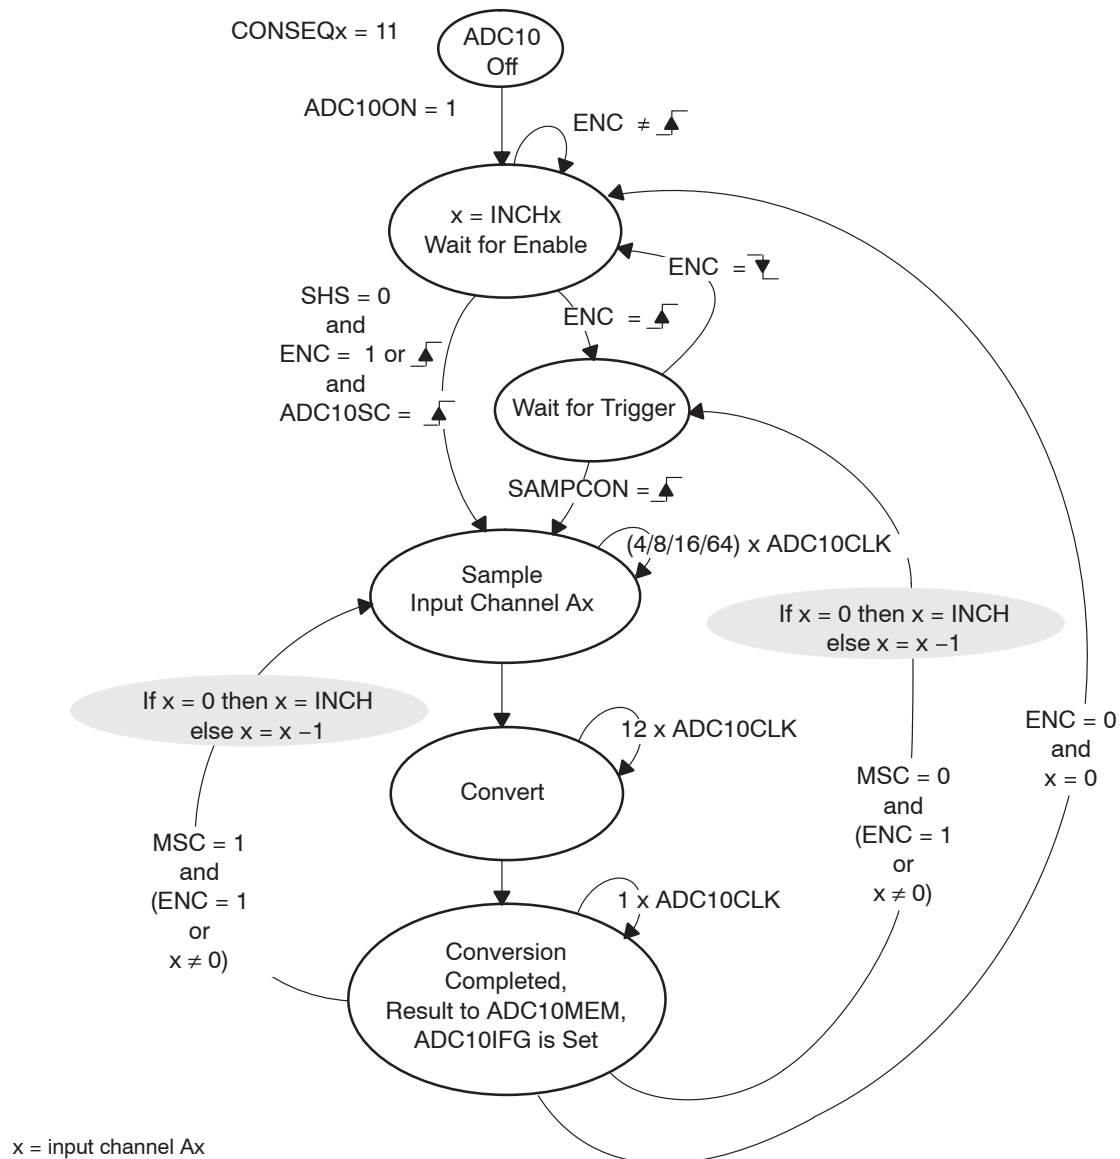 CONSEQx = 11
ADC10
Off
ADC10ON = 1
ENC ≠
x = INCHx
Wait for Enable
ENC =
SHS = 0
and
ENC = 1 or
and
ADC10SC =
ENC =
Wait for Trigger
SAMPCON =
(4/8/16/64) x ADC10CLK
Sample
Input Channel Ax
If x = 0 then x = INCH
else x = x −1
If x = 0 then x = INCH
else x = x −1
12 x ADC10CLK
Convert
ENC = 0
and
x = 0
MSC = 0
and
(ENC = 1
or
x ≠ 0)
MSC = 1
and
(ENC = 1
or
x ≠ 0)
1 x ADC10CLK
Conversion
Completed,
Result to ADC10MEM,
ADC10IFG is Set
x = input channel Ax